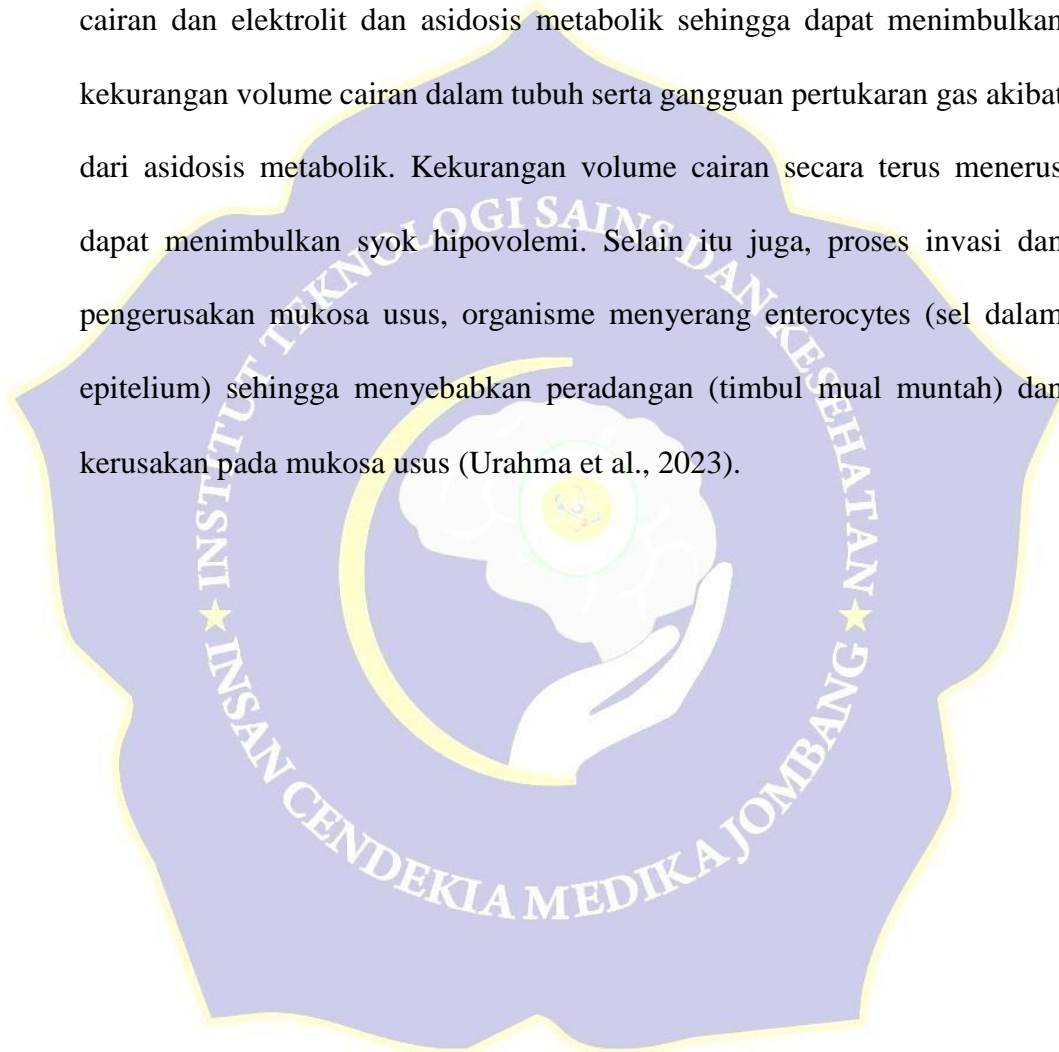 cairan dan elektrolit dan asidosis metabolik sehingga dapat menimbulkan
kekurangan volume cairan dalam tubuh serta gangguan pertukaran gas akibat
dari asidosis metabolik. Kekurangan volume cairan secara terus menerus
dapat menimbulkan syok hipovolemi. Selain itu juga, proses invasi dan
pengerusakan mukosa usus, organisme menyerang enterocytes (sel dalam
epitelium) sehingga menyebabkan peradangan (timbul mual muntah) dan
kerusakan pada mukosa usus (Urahma et al., 2023).
INSTITUT TEKNOLOGI SAINS DAN KESEHATAN
INSAN CENDEKIA MEDIKA JOMBANG